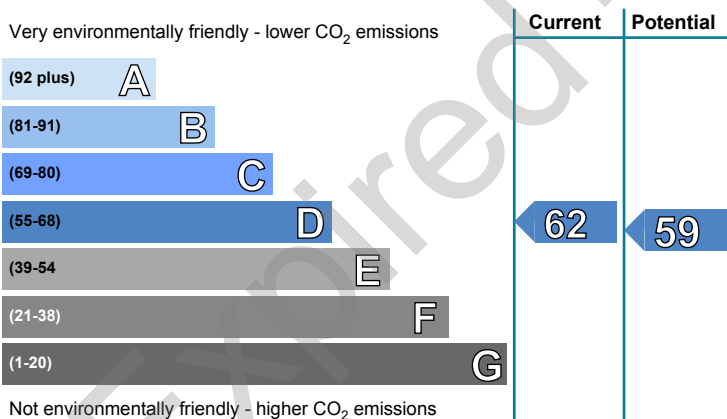 Current Potential
Very environmentally friendly - lower CO2 emissions
(92 plus) A
(81-91) B
(69-80) C
(55-68) D 62 59
(39-54 E
(21-38) F
(1-20) G
Not environmentally friendly - higher CO2 emissions
Expired